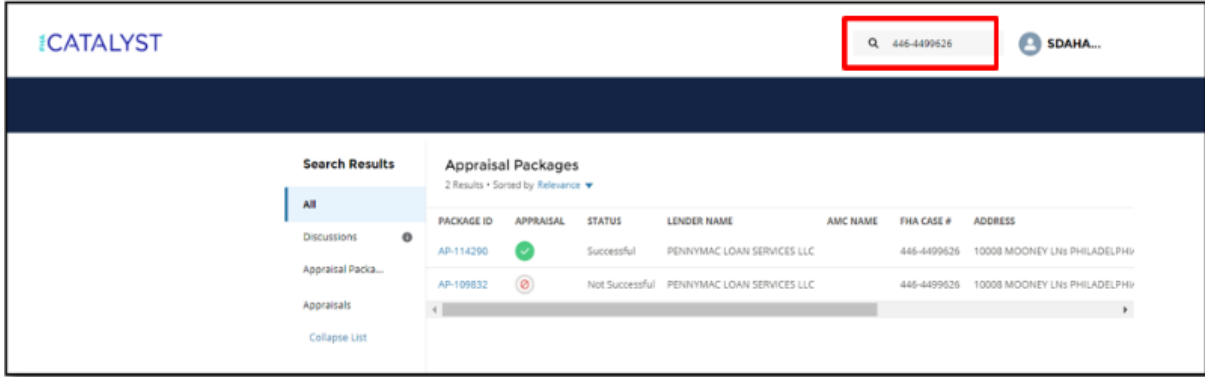 FHA CATALYST
446-4499626
SDAHA...
Search Results
All
Discussions
Appraisal Packa...
Appraisals
Collapse List
Appraisal Packages
2 Results • Sorted by Relevance
PACKAGE ID APPRAISAL STATUS LENDER NAME AMC NAME FHA CASE # ADDRESS
AP-114290 Successful PENNYMAC LOAN SERVICES LLC 446-4499626 10008 MOONEY LNs PHILADELPHI
AP-109832 Not Successful PENNYMAC LOAN SERVICES LLC 446-4499626 10008 MOONEY LNs PHILADELPHI